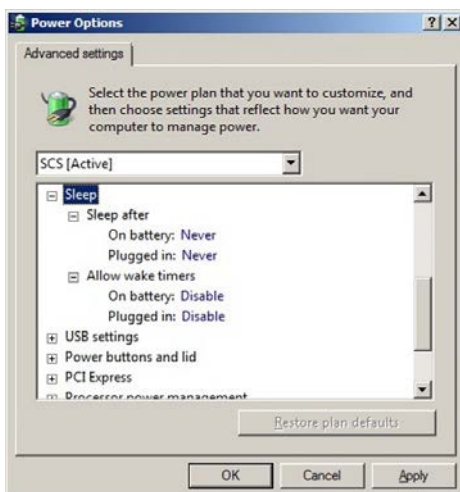 Power Options
Advanced settings
Select the power plan that you want to customize, and
then choose settings that reflect how you want your
computer to manage power.
SCS [Active]
Sleep
Sleep after
On battery: Never
Plugged in: Never
Allow wake timers
On battery: Disable
Plugged in: Disable
USB settings
Power buttons and lid
PCI Express
Processor power management
Restore plan defaults
OK Cancel Apply